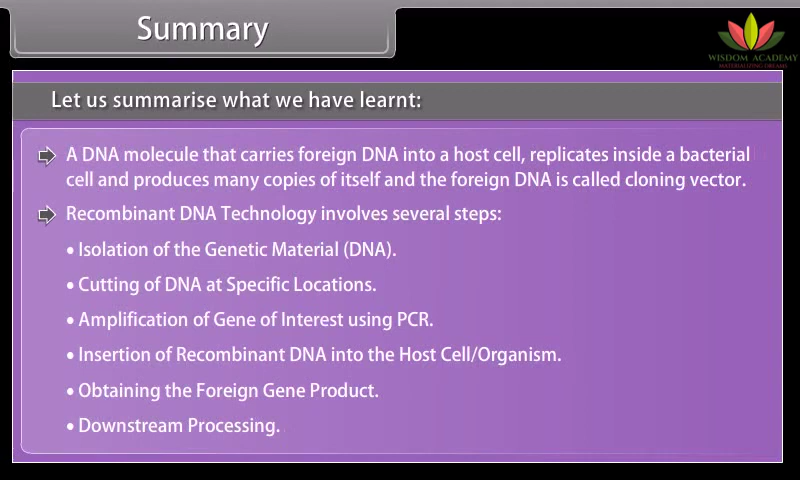 Summary
WISDOM ACADEMY
MATERIALIZING DREAMS
Let us summarise what we have learnt:
A DNA molecule that carries foreign DNA into a host cell, replicates inside a bacterial
cell and produces many copies of itself and the foreign DNA is called cloning vector.
Recombinant DNA Technology involves several steps:
• Isolation of the Genetic Material (DNA).
• Cutting of DNA at Specific Locations.
• Amplification of Gene of Interest using PCR.
• Insertion of Recombinant DNA into the Host Cell/Organism.
• Obtaining the Foreign Gene Product.
• Downstream Processing.